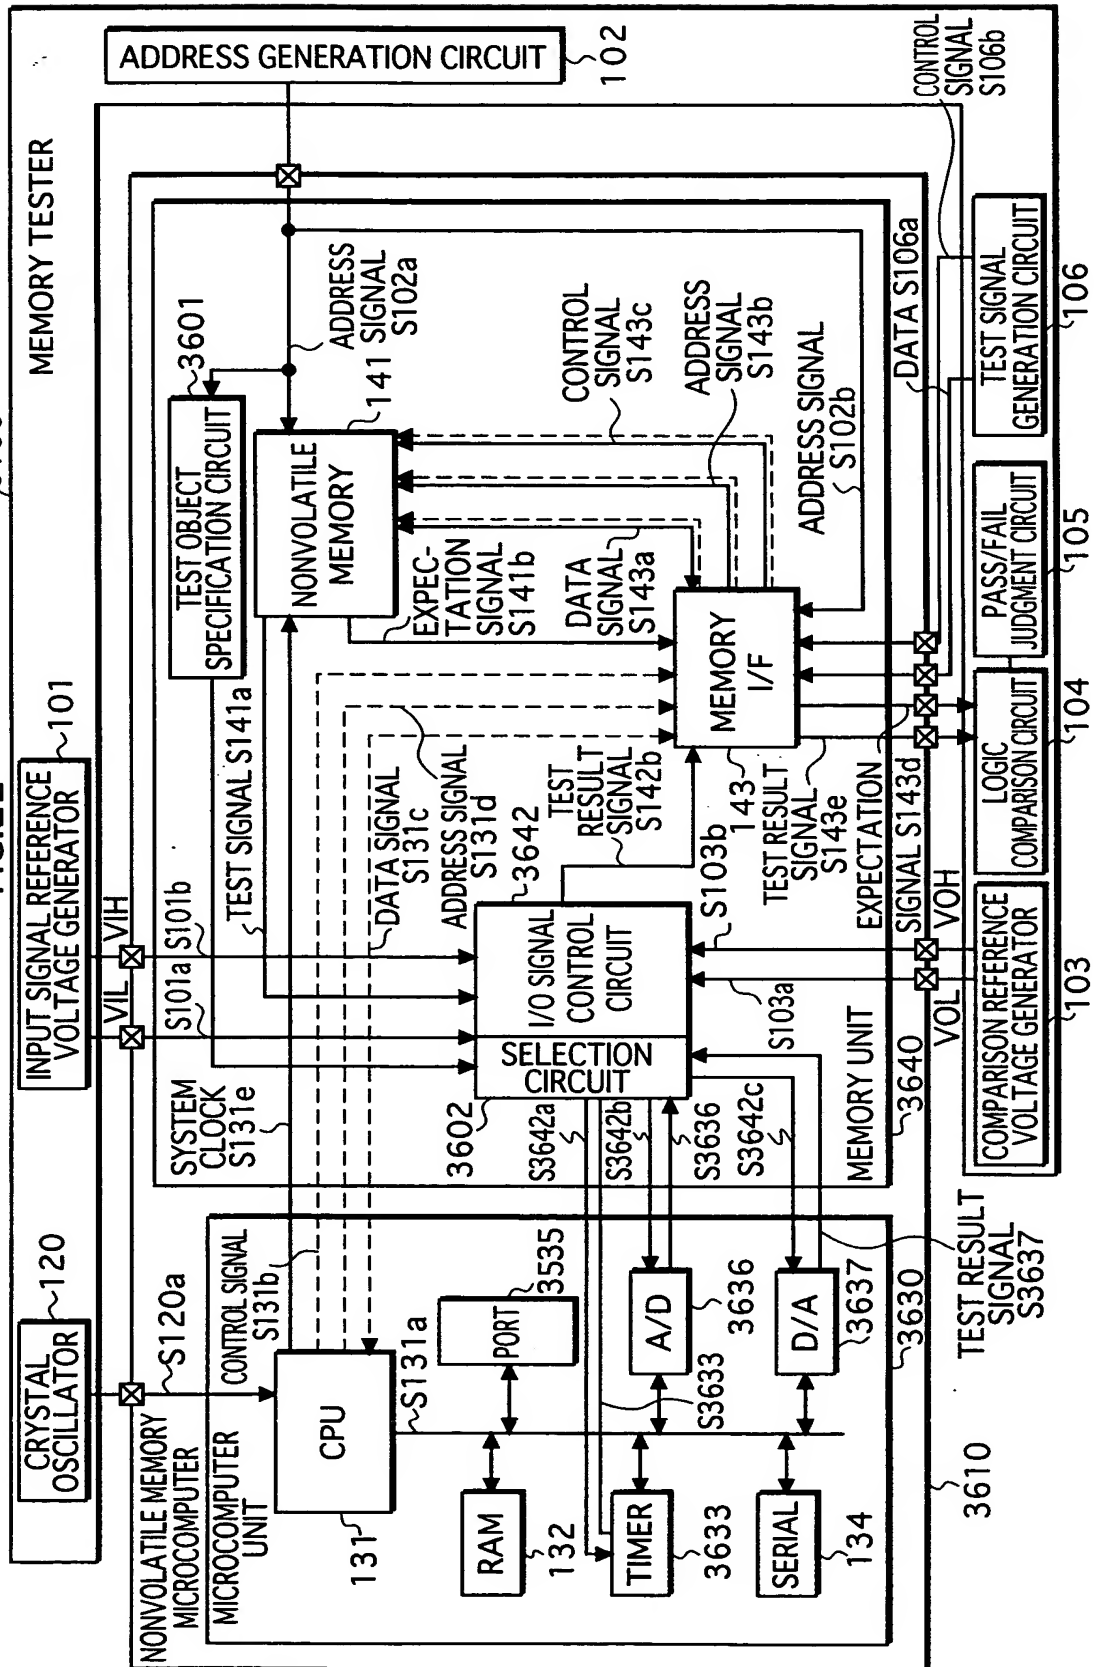 MEMORY TESTER
ADDRESS GENERATION CIRCUIT
102
CRYSTAL
OSCILLATOR
120
S120a
INPUT SIGNAL REFERENCE
VOLTAGE GENERATOR
101
VIL
VIH
S101a
S101b
NONVOLATILE MEMORY
MICROCOMPUTER
MICROCOMPUTER
UNIT
CONTROL SIGNAL
S131b
SYSTEM
CLOCK
S131e
TEST SIGNAL S141a
TEST OBJECT
SPECIFICATION CIRCUIT
3601
ADDRESS
SIGNAL
S102a
CPU
131
S131a
PORT
3535
RAM
132
TIMER
3633
SERIAL
134
A/D
3636
D/A
3637
S3633
3630
3610
DATA SIGNAL
S131c
ADDRESS SIGNAL
S131d
NONVOLATILE
MEMORY
141
EXPEC-
TATION
SIGNAL
S141b
DATA
SIGNAL
S143a
CONTROL
SIGNAL
S143c
ADDRESS
SIGNAL
S143b
ADDRESS SIGNAL
S102b
SELECTION
CIRCUIT
3602
I/O SIGNAL
CONTROL
CIRCUIT
3642
TEST
RESULT
SIGNAL
S142b
MEMORY
I/F
143
S3642a
S3642b
S3636
S3642c
TEST RESULT
SIGNAL
S3637
MEMORY UNIT
3640
S103a
S103b
VOL
VOH
TEST RESULT
SIGNAL
S143e
EXPECTATION
SIGNAL S143d
DATA S106a
CONTROL
SIGNAL
S106b
COMPARISON REFERENCE
VOLTAGE GENERATOR
103
LOGIC
COMPARISON CIRCUIT
104
PASS/FAIL
JUDGMENT CIRCUIT
105
TEST SIGNAL
GENERATION CIRCUIT
106